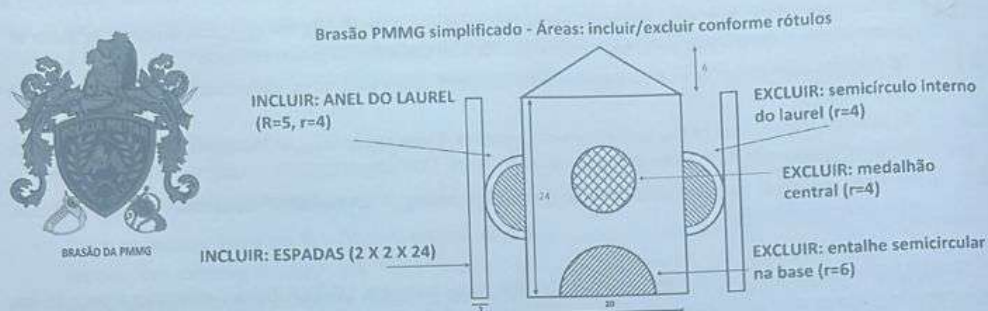 Brasão PMMG simplificado - Áreas: incluir/excluir conforme rótulos
6
INCLUIR: ANEL DO LAUREL
(R=5, r=4)
EXCLUIR: semicírculo interno
do laurel (r=4)
EXCLUIR: medalhão
central (r=4)
24
BRASÃO DA PMMG
INCLUIR: ESPADAS (2 X 2 X 24)
EXCLUIR: entalhe semicircular
na base (r=6)
20